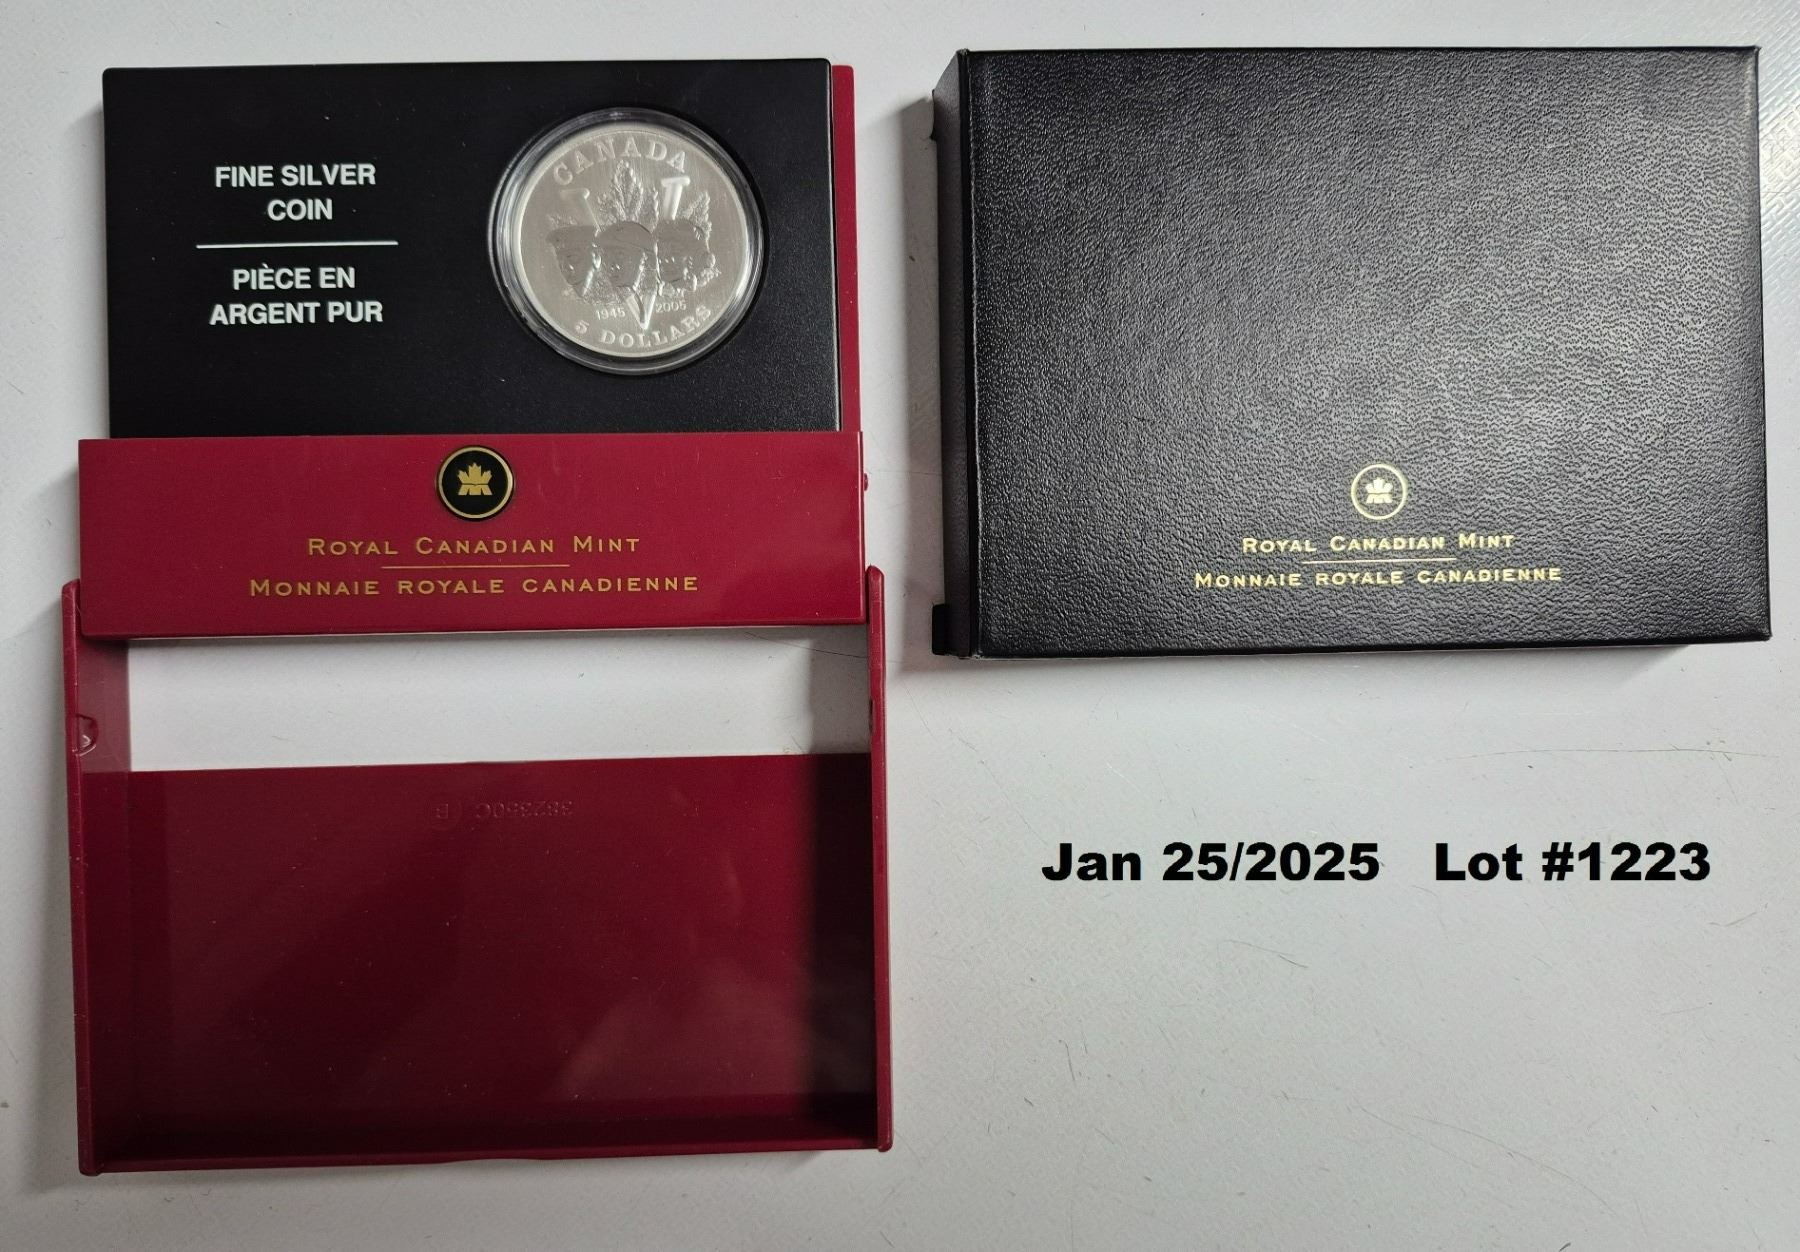 FINE SILVER
COIN
PIÈCE EN
ARGENT PUR
CANADA
1945 2005
5 DOLLARS
ROYAL CANADIAN MINT
MONNAIE ROYALE CANADIENNE
382350C B
ROYAL CANADIAN MINT
MONNAIE ROYALE CANADIENNE
Jan 25/2025 Lot #1223